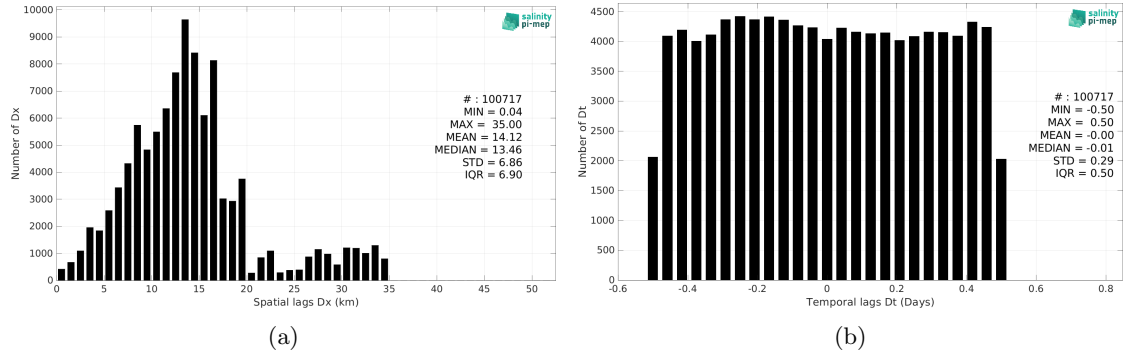 10000
9000
8000
7000
6000
5000
4000
3000
2000
1000
0
Number of Dx
0 5 10 15 20 25 30 35 40 45 50
Spatial lags Dx (km)
salinity
pi-mep
# : 100717
MIN = 0.04
MAX = 35.00
MEAN = 14.12
MEDIAN = 13.46
STD = 6.86
IQR = 6.90
(a)
4500
4000
3500
3000
2500
2000
1500
1000
500
0
Number of Dt
-0.6 -0.4 -0.2 0 0.2 0.4 0.6 0.8
Temporal lags Dt (Days)
salinity
pi-mep
# : 100717
MIN = -0.50
MAX = 0.50
MEAN = -0.00
MEDIAN = -0.01
STD = 0.29
IQR = 0.50
(b)